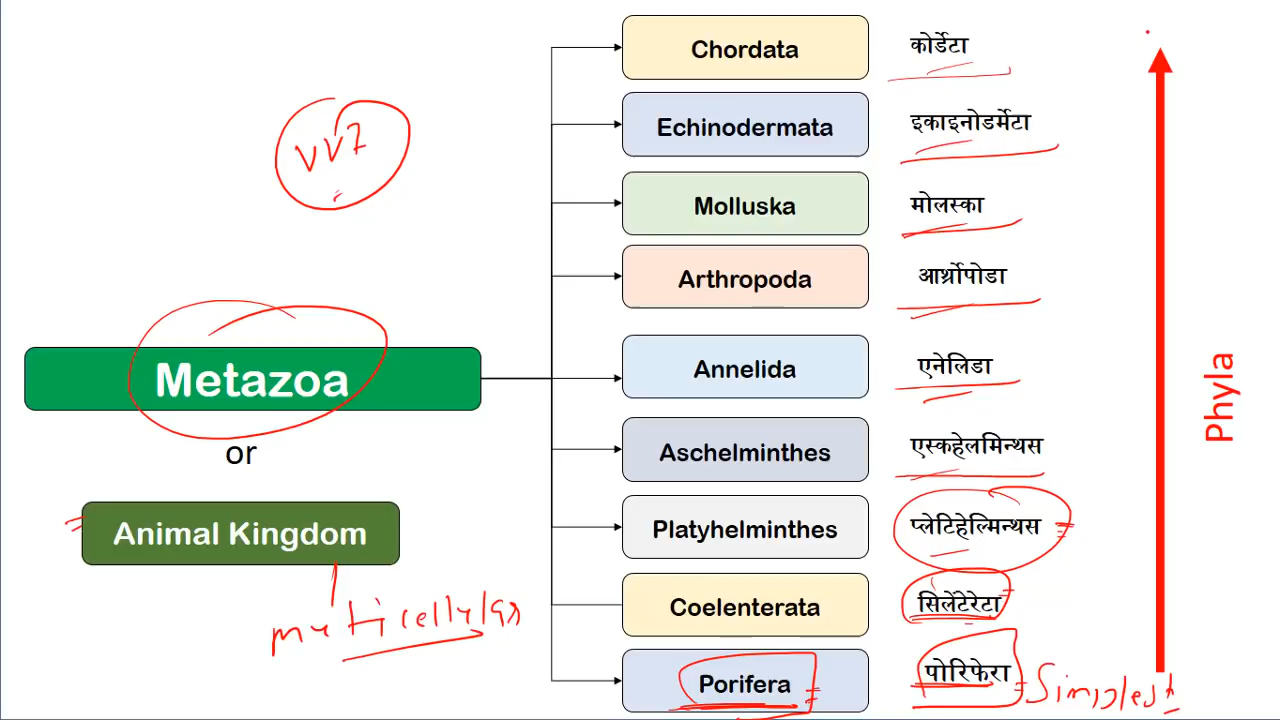 Chordata कोर्डेटा
Echinodermata इकाइनोडर्मेटा
VVI
Molluska मोलस्का
Arthropoda आर्थ्रोपोडा
Metazoa
Annelida एनेलिडा
Phyla
or
Aschelminthes एस्कहेलमिन्थस
Animal Kingdom
Platyhelminthes प्लेटिहेल्मिन्थस
multicellular
Coelenterata सिलेंटेरेटा
Porifera पोरिफेरा Simplest